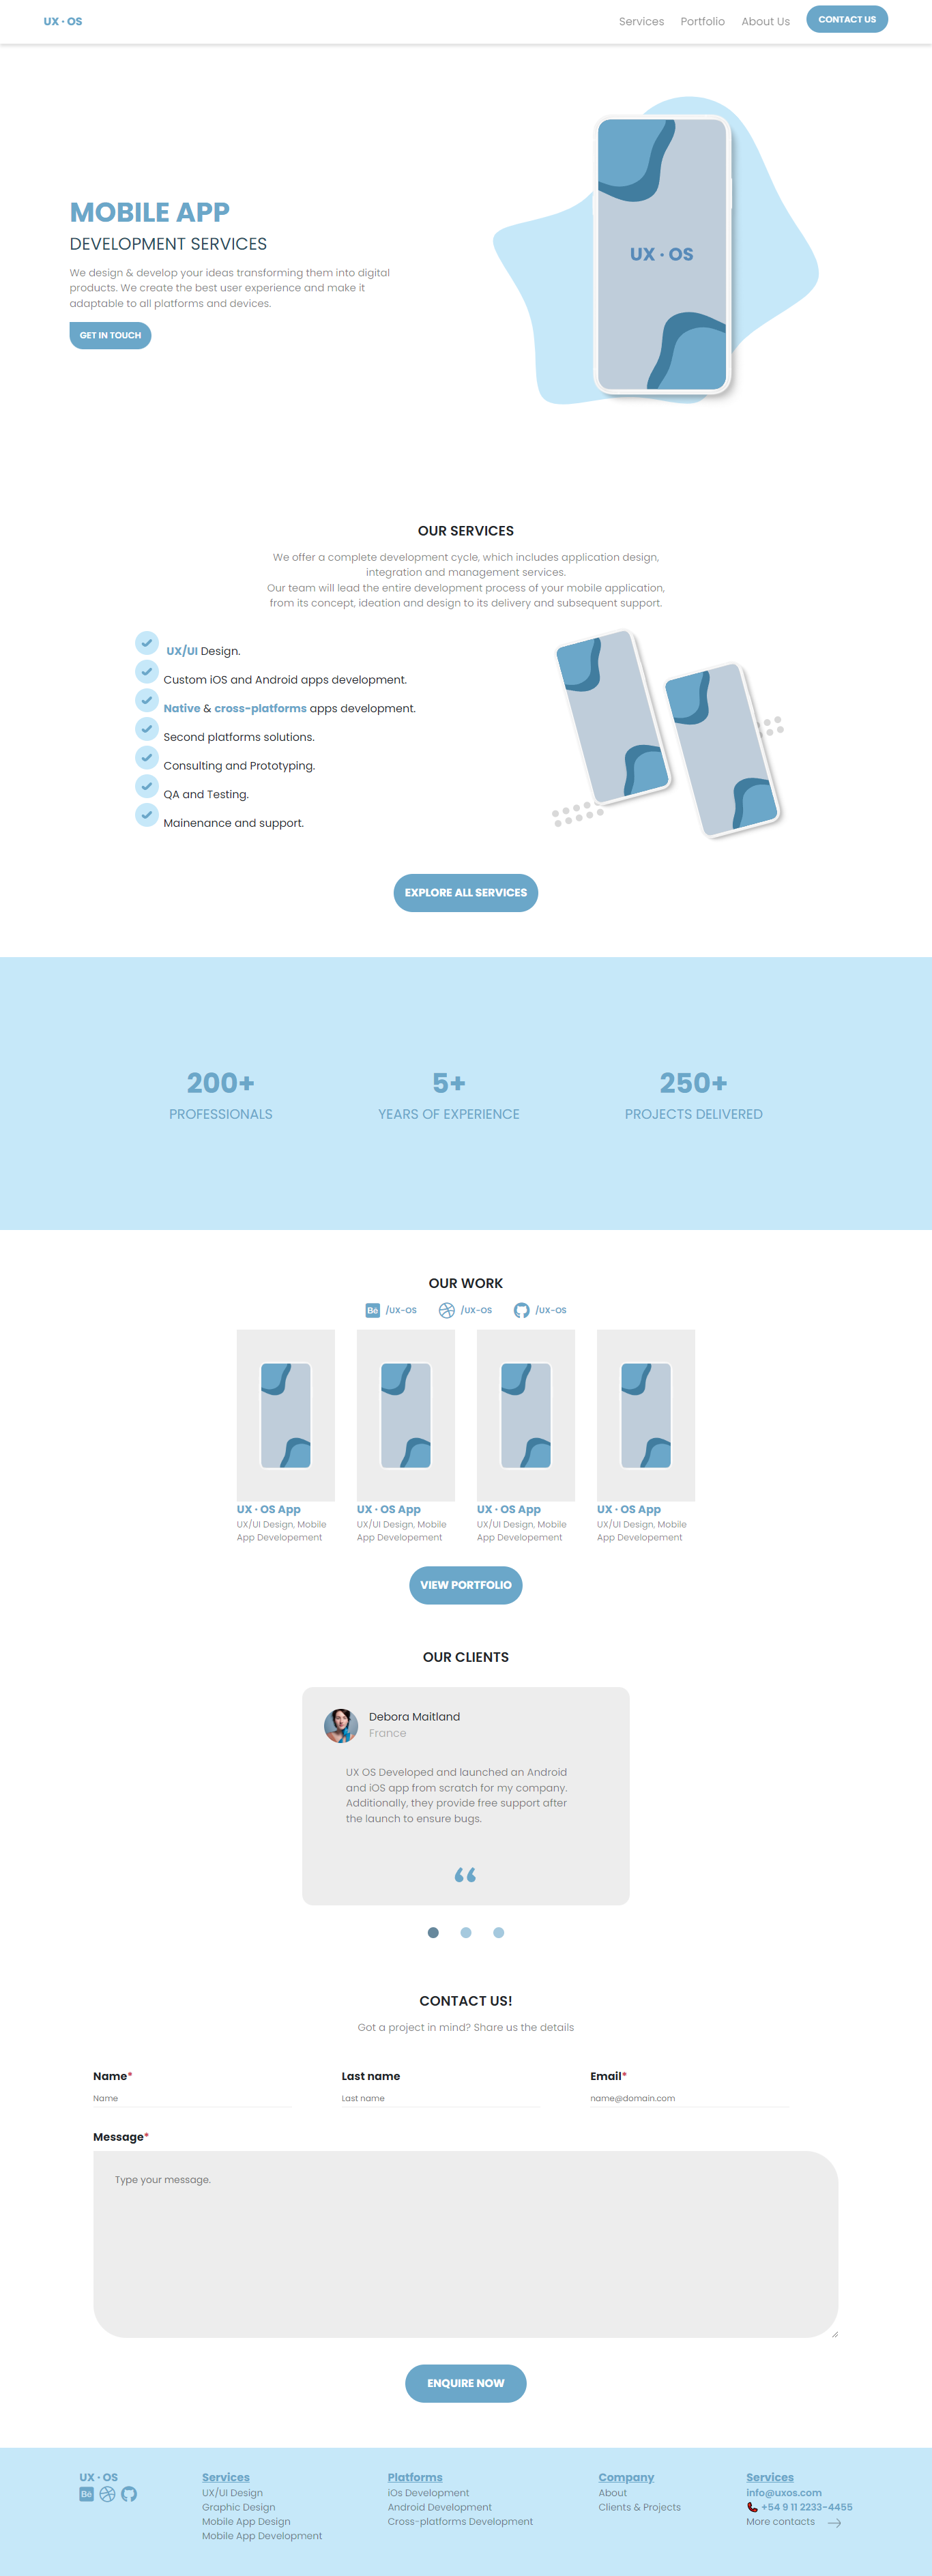 UX · OS
Services
Portfolio
About Us
CONTACT US
MOBILE APP
DEVELOPMENT SERVICES
We design & develop your ideas transforming them into digital
products. We create the best user experience and make it
adaptable to all platforms and devices.
GET IN TOUCH
UX · OS
OUR SERVICES
We offer a complete development cycle, which includes application design,
integration and management services.
Our team will lead the entire development process of your mobile application,
from its concept, ideation and design to its delivery and subsequent support.
UX/UI Design.
Custom iOS and Android apps development.
Native & cross-platforms apps development.
Second platforms solutions.
Consulting and Prototyping.
QA and Testing.
Mainenance and support.
EXPLORE ALL SERVICES
200+
PROFESSIONALS
5+
YEARS OF EXPERIENCE
250+
PROJECTS DELIVERED
OUR WORK
Bē /UX-OS
/UX-OS
/UX-OS
UX · OS App
UX/UI Design, Mobile
App Developement
UX · OS App
UX/UI Design, Mobile
App Developement
UX · OS App
UX/UI Design, Mobile
App Developement
UX · OS App
UX/UI Design, Mobile
App Developement
VIEW PORTFOLIO
OUR CLIENTS
Debora Maitland
France
UX OS Developed and launched an Android
and iOS app from scratch for my company.
Additionally, they provide free support after
the launch to ensure bugs.
“
CONTACT US!
Got a project in mind? Share us the details
Name*
Name
Last name
Last name
Email*
name@domain.com
Message*
Type your message.
ENQUIRE NOW
UX · OS
Bē
Services
UX/UI Design
Graphic Design
Mobile App Design
Mobile App Development
Platforms
iOs Development
Android Development
Cross-platforms Development
Company
About
Clients & Projects
Services
info@uxos.com
📞 +54 9 11 2233-4455
More contacts →